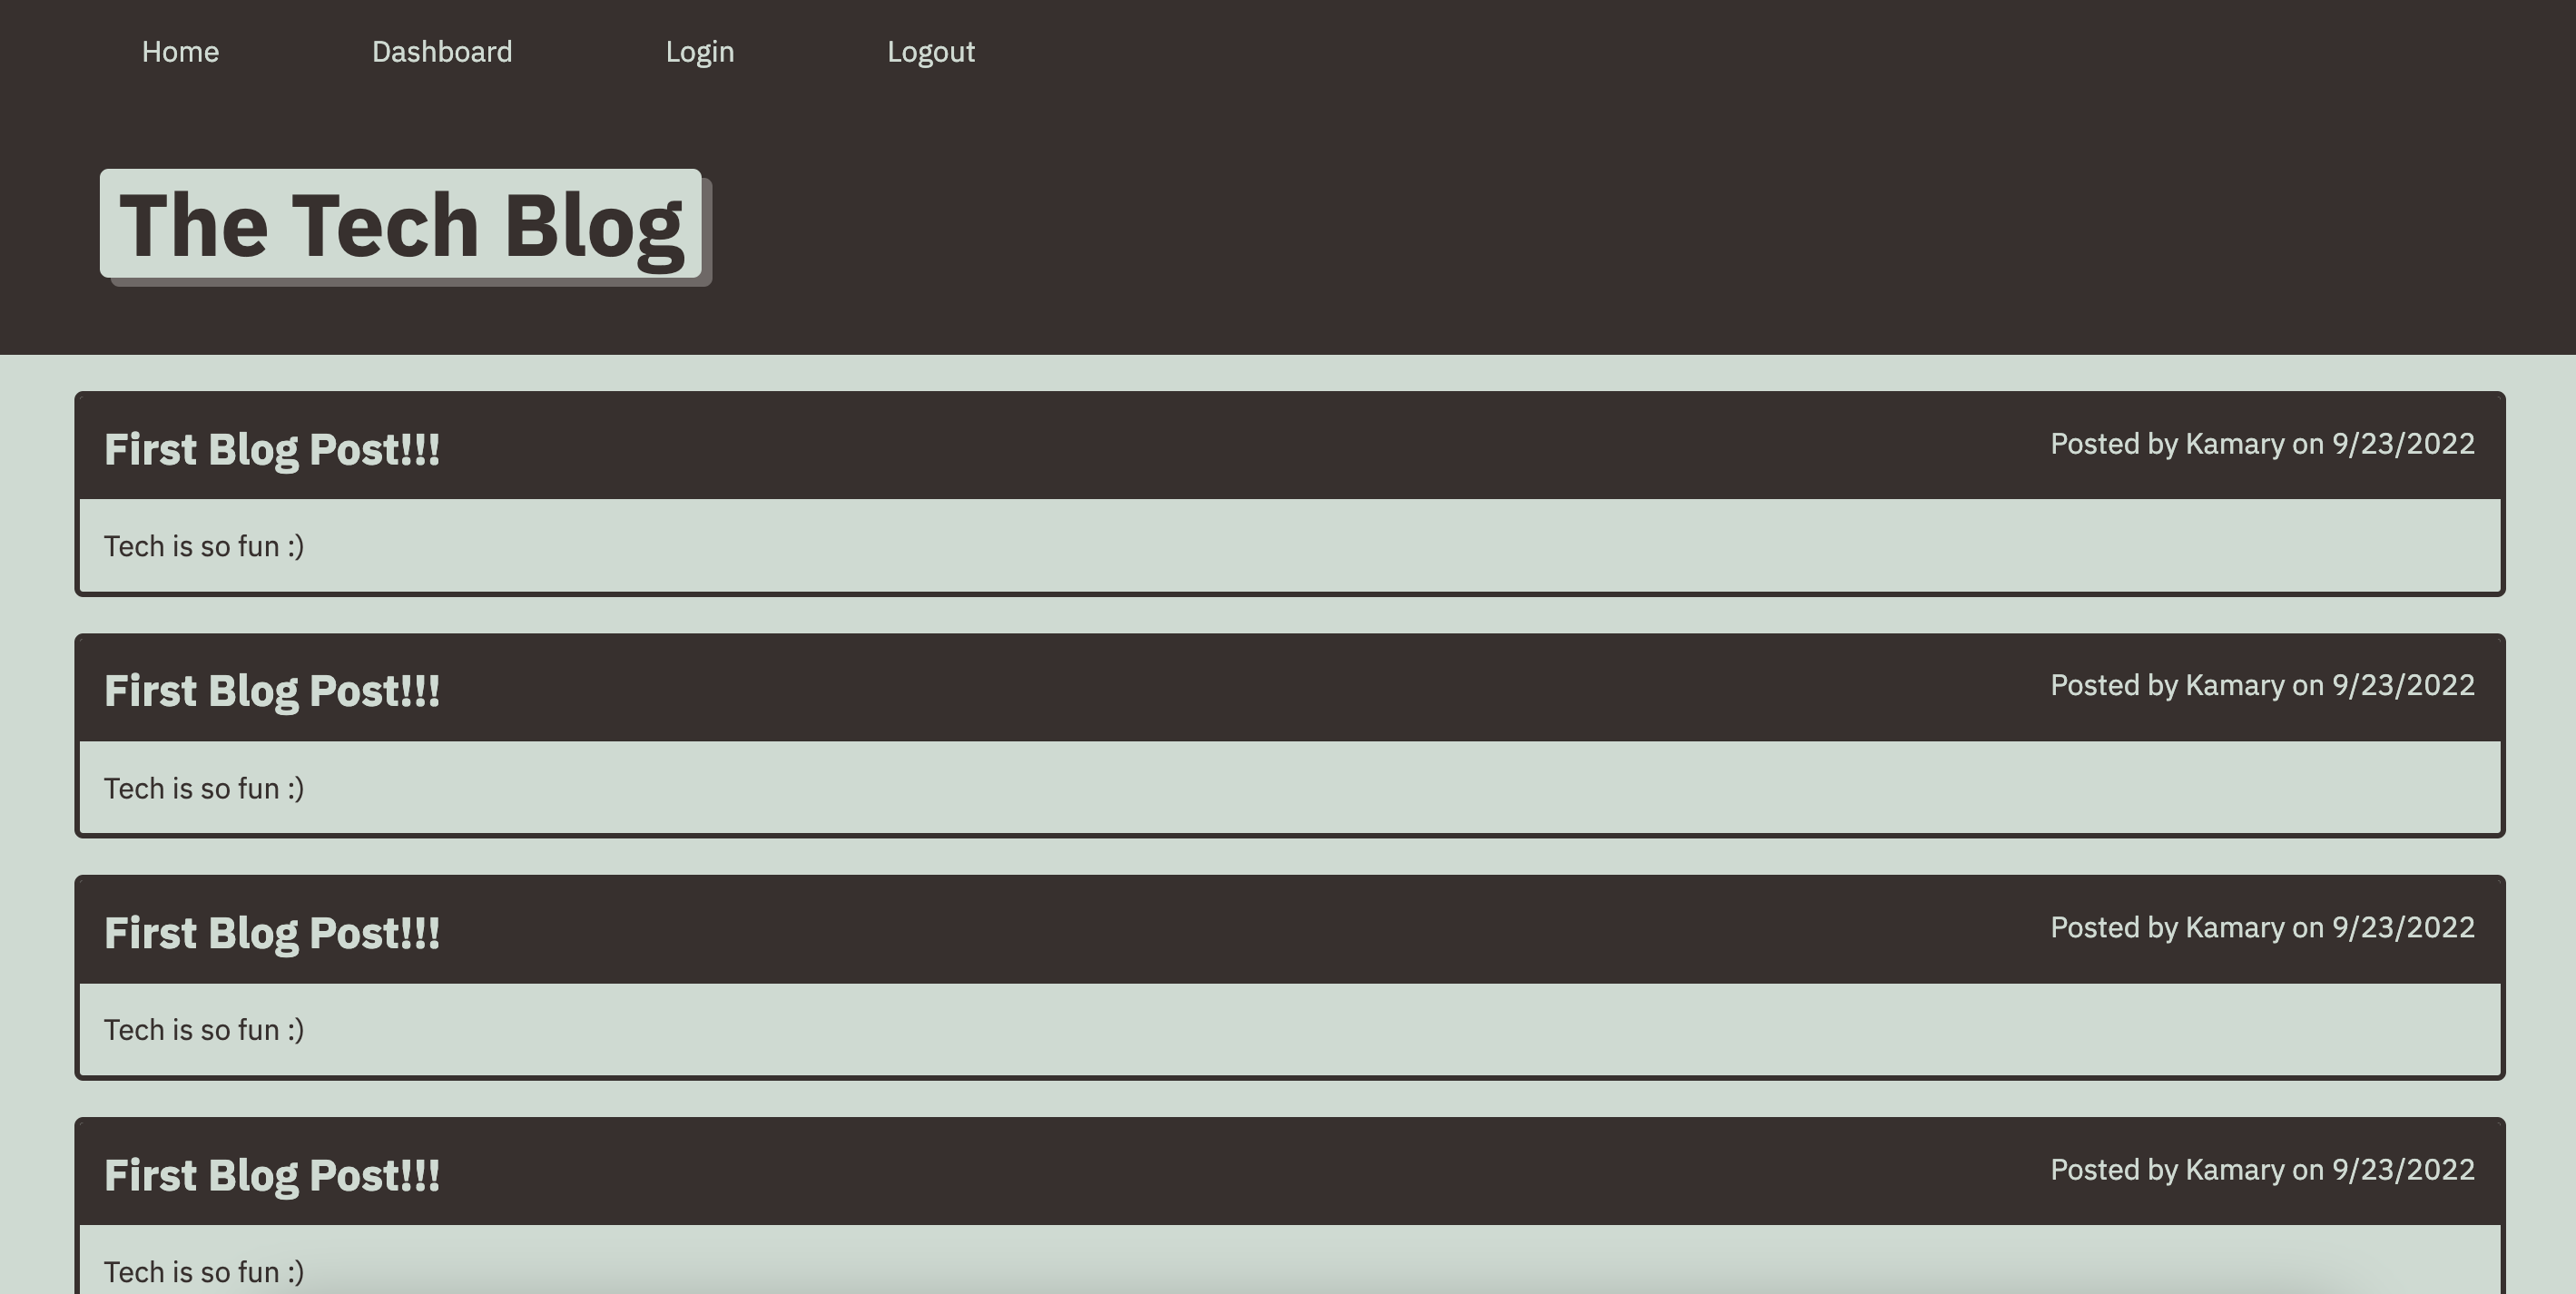 Home Dashboard Login Logout
The Tech Blog
First Blog Post!!! Posted by Kamary on 9/23/2022
Tech is so fun :)
First Blog Post!!! Posted by Kamary on 9/23/2022
Tech is so fun :)
First Blog Post!!! Posted by Kamary on 9/23/2022
Tech is so fun :)
First Blog Post!!! Posted by Kamary on 9/23/2022
Tech is so fun :)